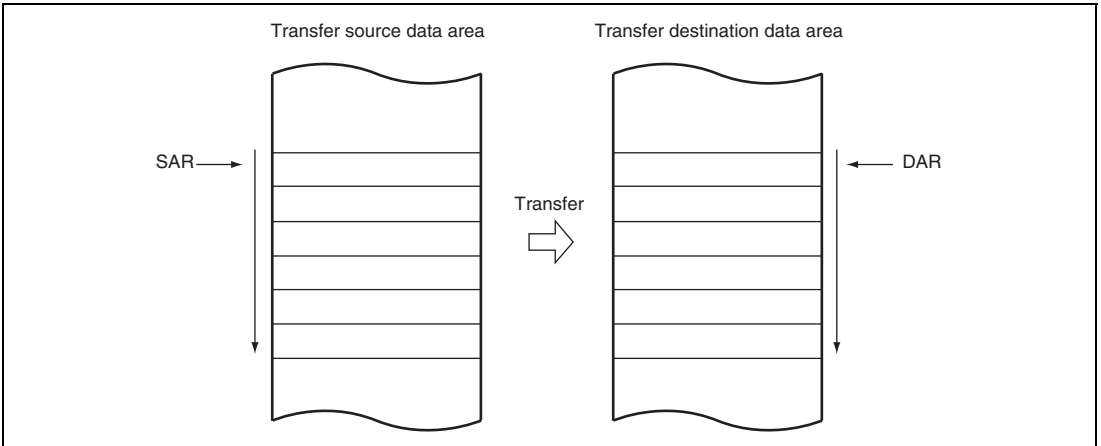 Transfer source data area
Transfer destination data area
SAR
DAR
Transfer